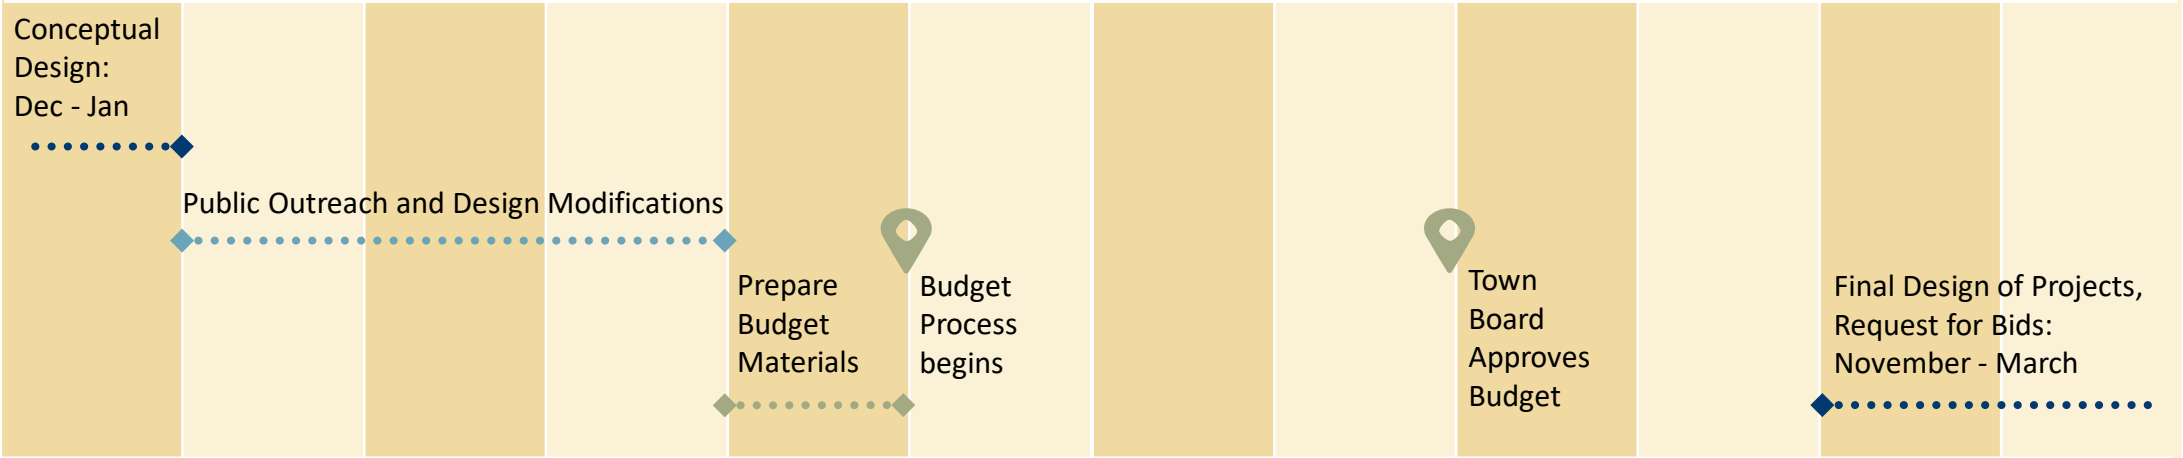 Conceptual
Design:
Dec - Jan
Public Outreach and Design Modifications
Prepare
Budget
Materials
Budget
Process
begins
Town
Board
Approves
Budget
Final Design of Projects,
Request for Bids:
November - March